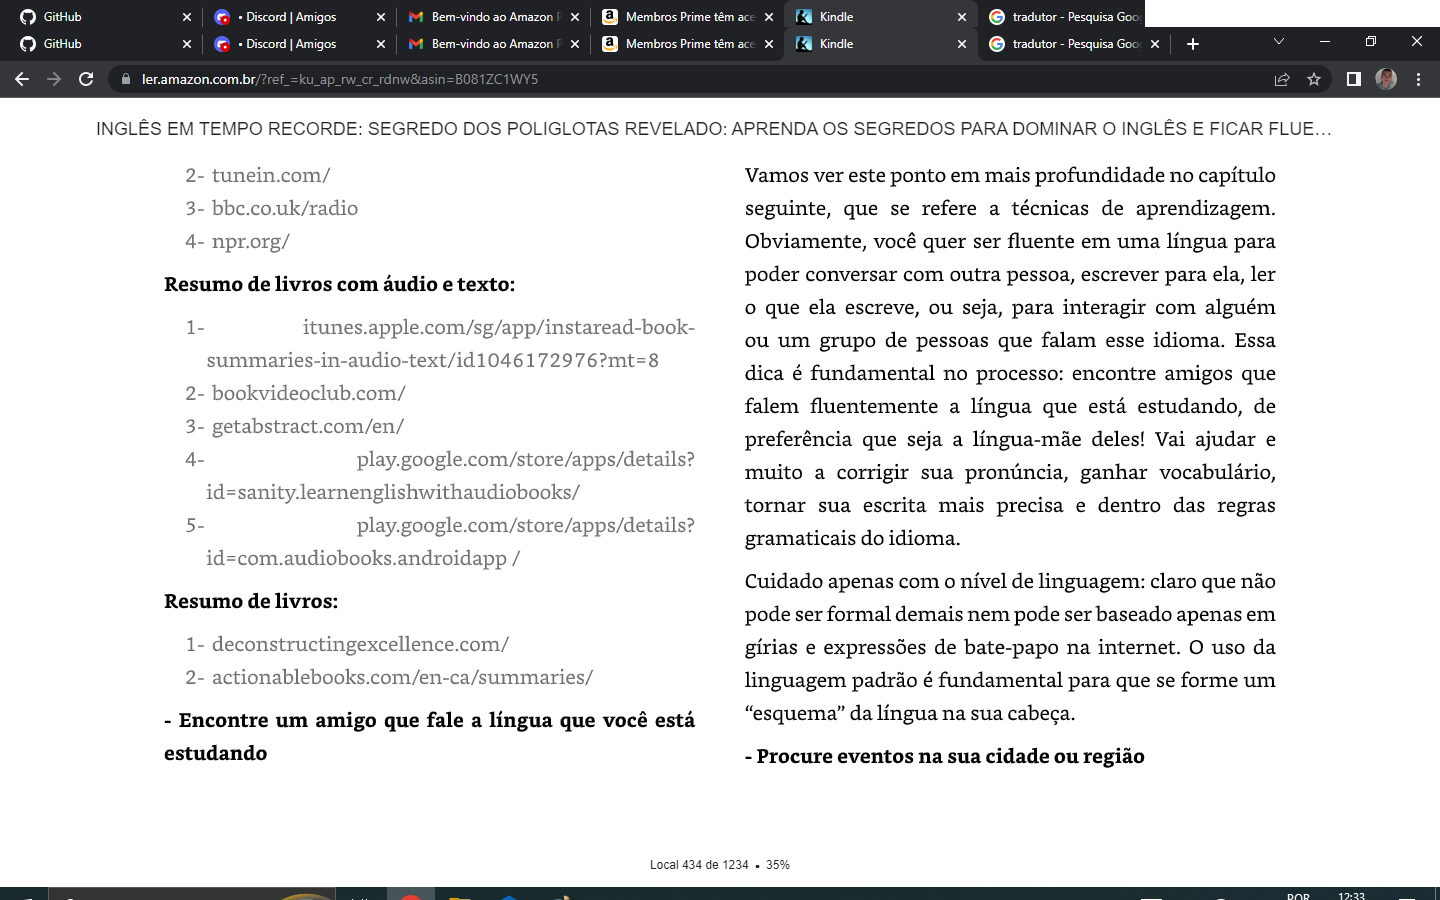 GitHub
• Discord | Amigos
Bem-vindo ao Amazon P
Membros Prime têm ace
Kindle
tradutor - Pesquisa Goo
GitHub
• Discord | Amigos
Bem-vindo ao Amazon P
Membros Prime têm ace
Kindle
tradutor - Pesquisa Goo
ler.amazon.com.br/?ref_=ku_ap_rw_cr_rdnw&asin=B081ZC1WY5
INGLÊS EM TEMPO RECORDE: SEGREDO DOS POLIGLOTAS REVELADO: APRENDA OS SEGREDOS PARA DOMINAR O INGLÊS E FICAR FLUE…
2- tunein.com/
3- bbc.co.uk/radio
4- npr.org/
Resumo de livros com áudio e texto:
1- itunes.apple.com/sg/app/instaread-book-
summaries-in-audio-text/id1046172976?mt=8
2- bookvideoclub.com/
3- getabstract.com/en/
4- play.google.com/store/apps/details?
id=sanity.learnenglishwithaudiobooks/
5- play.google.com/store/apps/details?
id=com.audiobooks.androidapp /
Resumo de livros:
1- deconstructingexcellence.com/
2- actionablebooks.com/en-ca/summaries/
- Encontre um amigo que fale a língua que você está
estudando
Vamos ver este ponto em mais profundidade no capítulo
seguinte, que se refere a técnicas de aprendizagem.
Obviamente, você quer ser fluente em uma língua para
poder conversar com outra pessoa, escrever para ela, ler
o que ela escreve, ou seja, para interagir com alguém
ou um grupo de pessoas que falam esse idioma. Essa
dica é fundamental no processo: encontre amigos que
falem fluentemente a língua que está estudando, de
preferência que seja a língua-mãe deles! Vai ajudar e
muito a corrigir sua pronúncia, ganhar vocabulário,
tornar sua escrita mais precisa e dentro das regras
gramaticais do idioma.
Cuidado apenas com o nível de linguagem: claro que não
pode ser formal demais nem pode ser baseado apenas em
gírias e expressões de bate-papo na internet. O uso da
linguagem padrão é fundamental para que se forme um
“esquema” da língua na sua cabeça.
- Procure eventos na sua cidade ou região
Local 434 de 1234 • 35%
POR
12:33